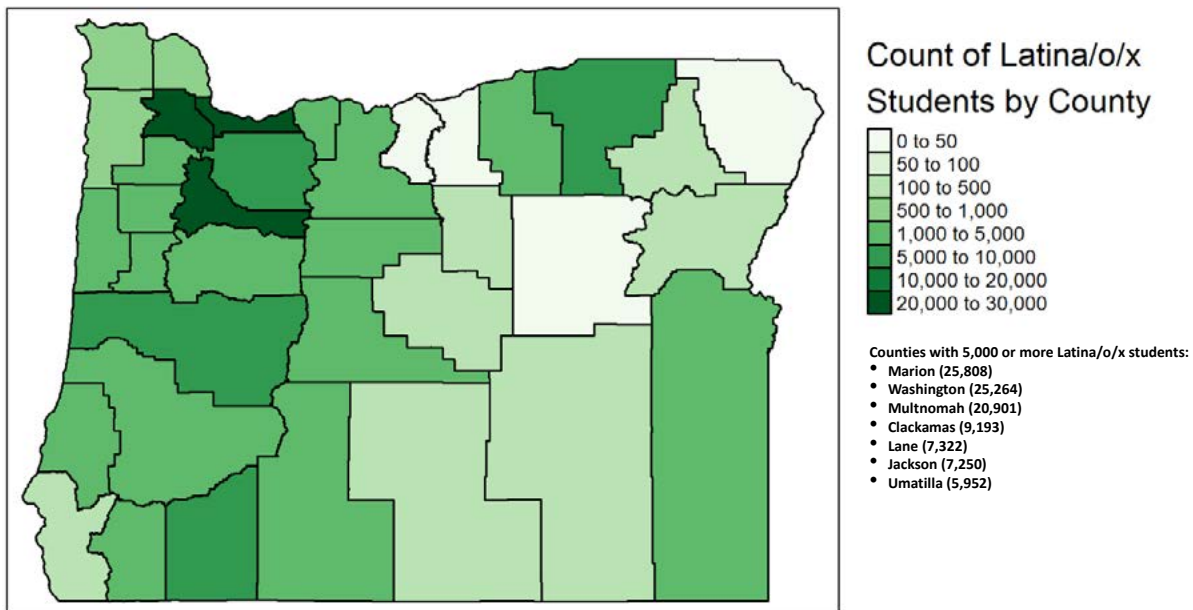 Count of Latina/o/x
Students by County
0 to 50
50 to 100
100 to 500
500 to 1,000
1,000 to 5,000
5,000 to 10,000
10,000 to 20,000
20,000 to 30,000
Counties with 5,000 or more Latina/o/x students:
• Marion (25,808)
• Washington (25,264)
• Multnomah (20,901)
• Clackamas (9,193)
• Lane (7,322)
• Jackson (7,250)
• Umatilla (5,952)